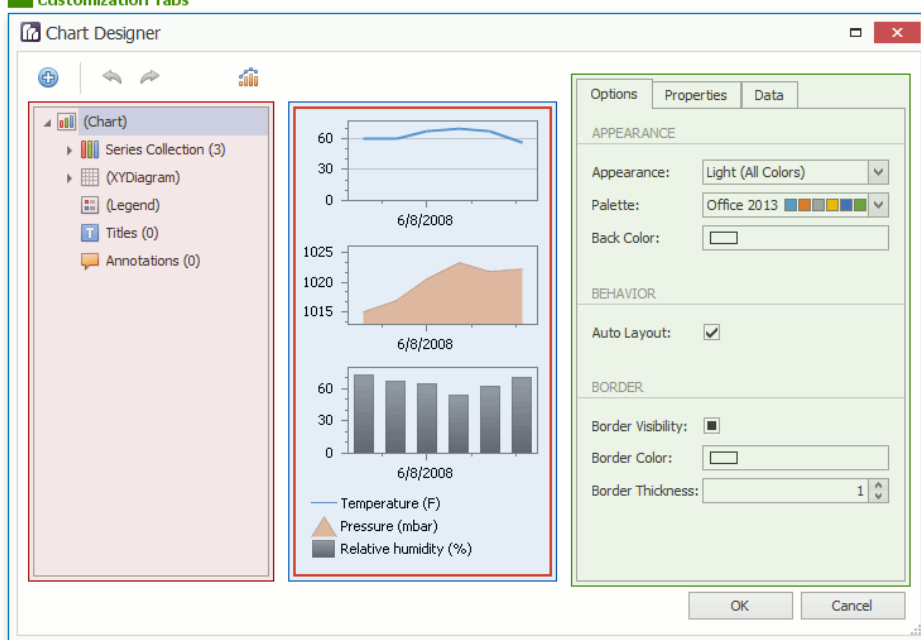 Customization Tabs
Chart Designer
(Chart)
Series Collection (3)
(XYDiagram)
(Legend)
Titles (0)
Annotations (0)
60
30
0
6/8/2008
1025
1020
1015
6/8/2008
60
30
0
6/8/2008
Temperature (F)
Pressure (mbar)
Relative humidity (%)
Options Properties Data
APPEARANCE
Appearance: Light (All Colors)
Palette: Office 2013
Back Color:
BEHAVIOR
Auto Layout:
BORDER
Border Visibility:
Border Color:
Border Thickness: 1
OK Cancel